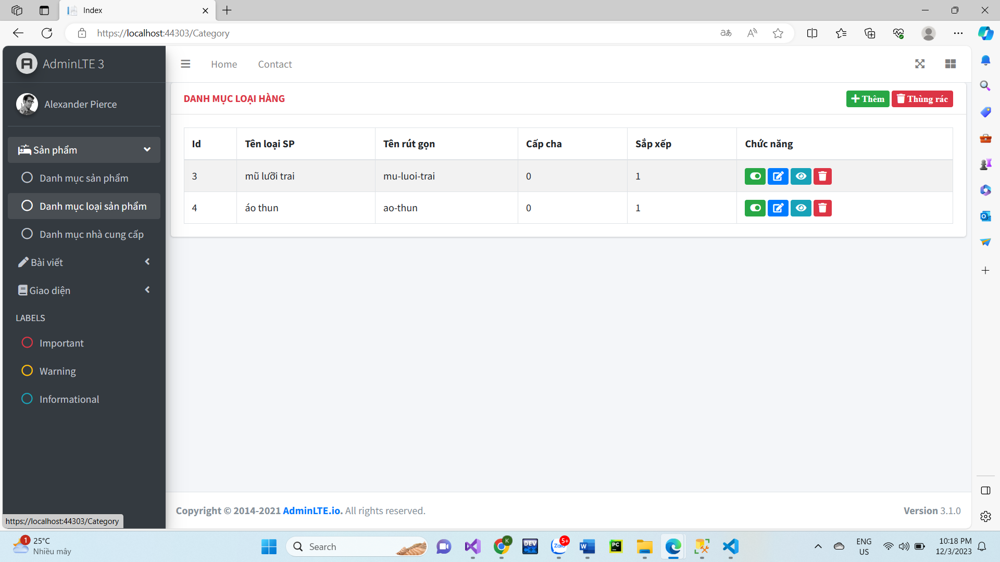 Index
https://localhost:44303/Category
AdminLTE 3
Home
Contact
Alexander Pierce
DANH MỤC LOẠI HÀNG
Thêm
Thùng rác
Sản phẩm
Danh mục sản phẩm
Danh mục loại sản phẩm
Danh mục nhà cung cấp
Bài viết
Giao diện
LABELS
Important
Warning
Informational
Id Tên loại SP Tên rút gọn Cấp cha Sắp xếp Chức năng
3 mũ lưỡi trai mu-luoi-trai 0 1
4 áo thun ao-thun 0 1
Copyright © 2014-2021 AdminLTE.io. All rights reserved.
Version 3.1.0
https://localhost:44303/Category
1
25°C
Nhiều mây
Search
K
DEV
C++
Zalo
5+
W
PC
ENG
US
10:18 PM
12/3/2023